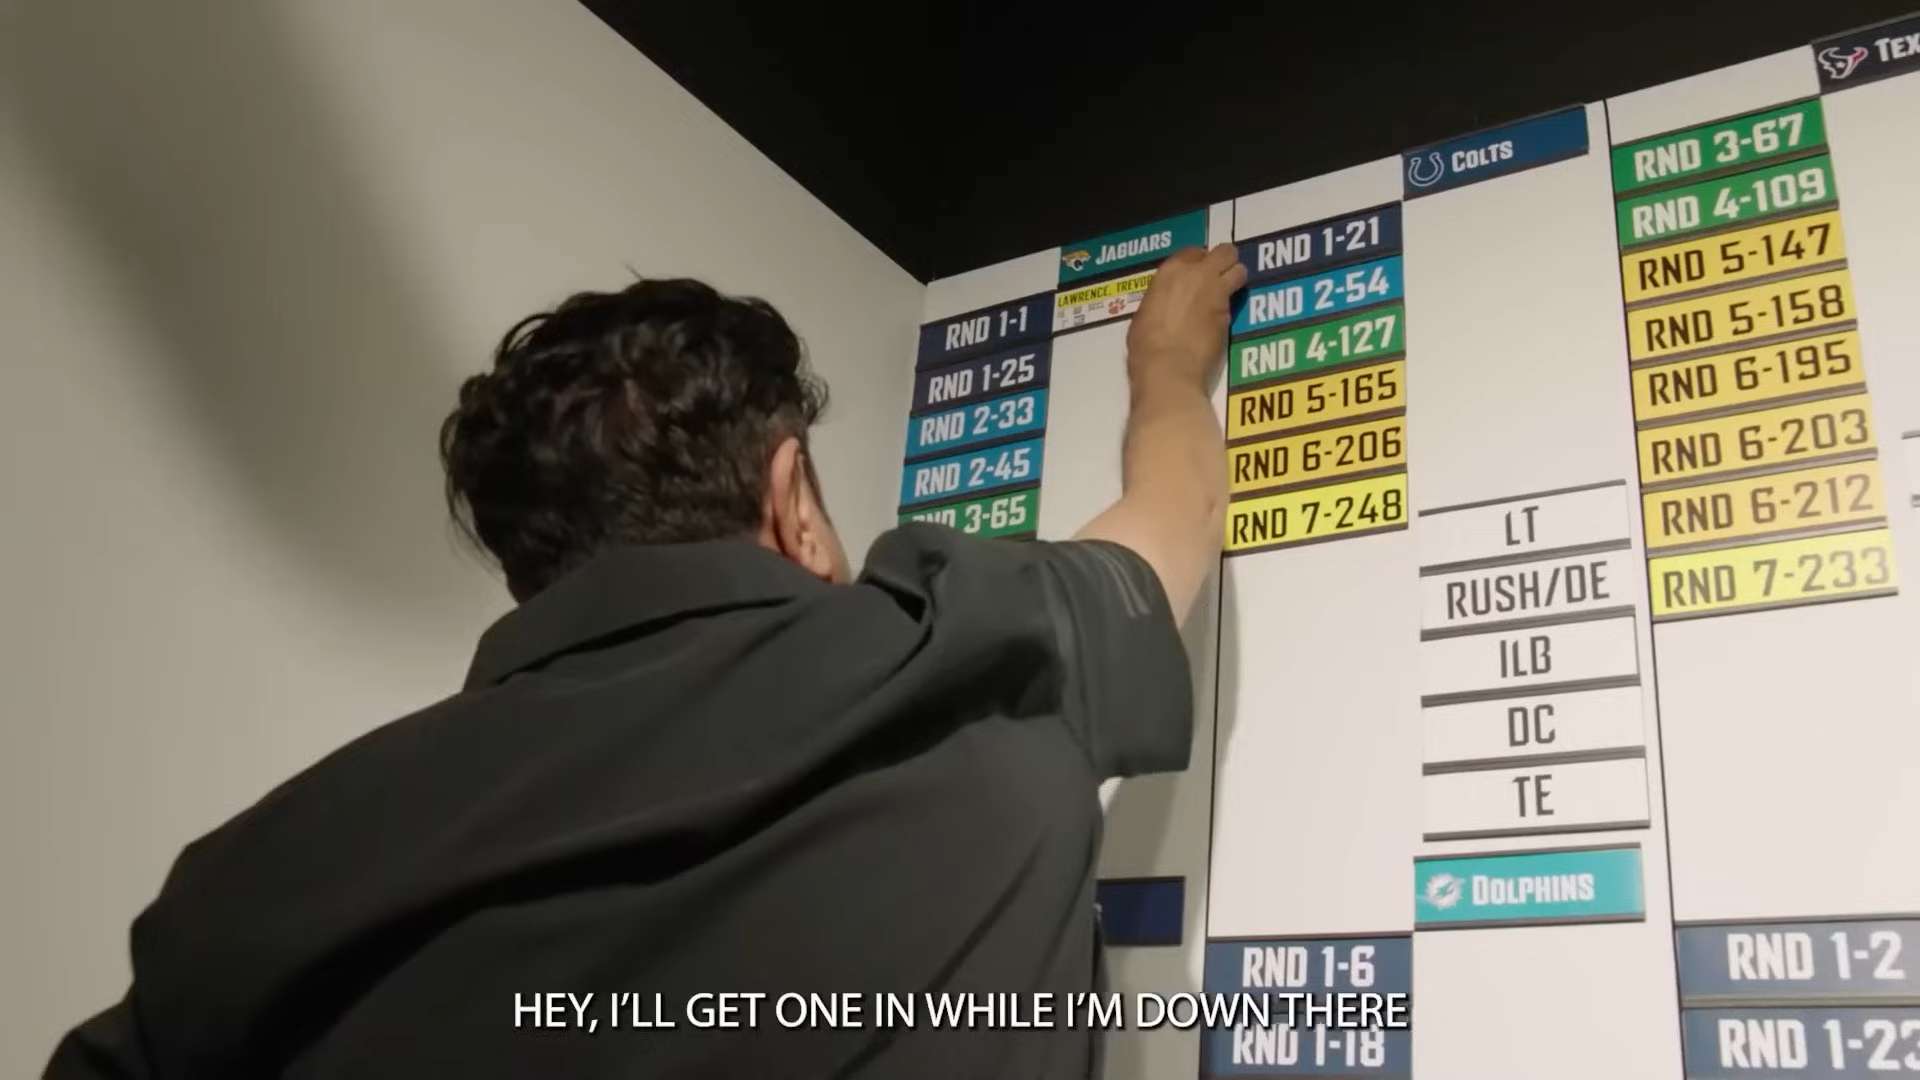 JAGUARS
LAWRENCE, TREVOR
RND 1-1
RND 1-25
RND 2-33
RND 2-45
RND 3-65
COLTS
RND 1-21
RND 2-54
RND 4-127
RND 5-165
RND 6-206
RND 7-248
LT
RUSH/DE
ILB
DC
TE
DOLPHINS
RND 1-6
RND 1-18
TEX
RND 3-67
RND 4-109
RND 5-147
RND 5-158
RND 6-195
RND 6-203
RND 6-212
RND 7-233
RND 1-2
RND 1-23
HEY, I'LL GET ONE IN WHILE I'M DOWN THERE